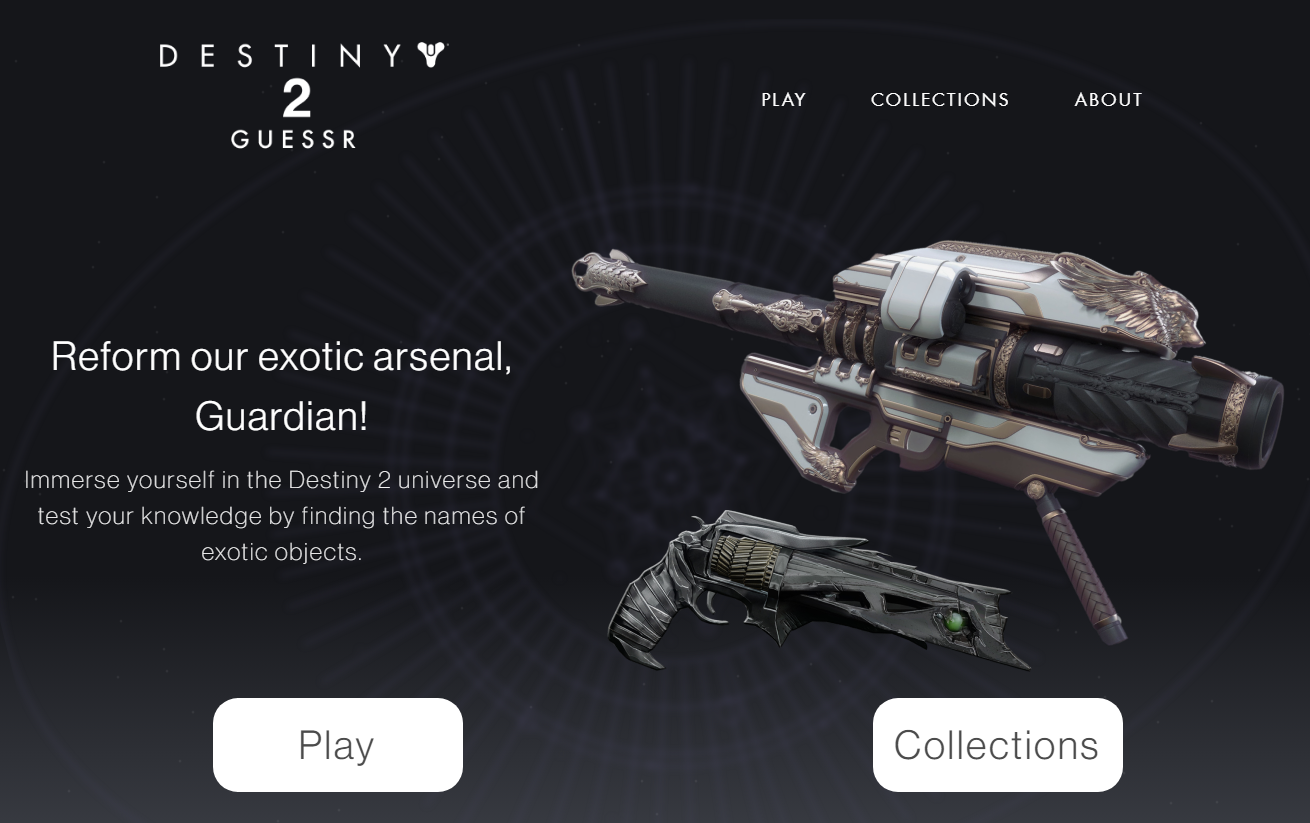 DESTINY
2
GUESSR
PLAY COLLECTIONS ABOUT
Reform our exotic arsenal,
Guardian!
Immerse yourself in the Destiny 2 universe and
test your knowledge by finding the names of
exotic objects.
Play
Collections